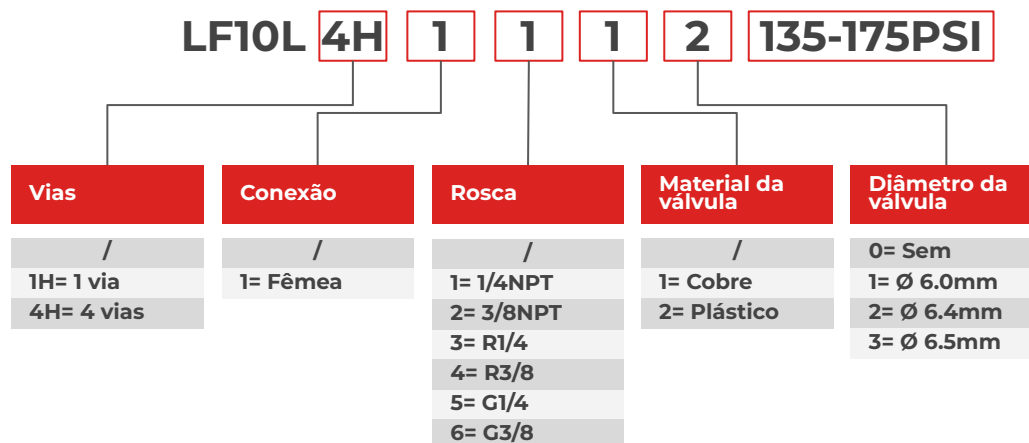 LF10L 4H 1 1 1 2 135-175PSI
Vias
/
1H= 1 via
4H= 4 vias
Conexão
/
1= Fêmea
Rosca
/
1= 1/4NPT
2= 3/8NPT
3= R1/4
4= R3/8
5= G1/4
6= G3/8
Material da
válvula
/
1= Cobre
2= Plástico
Diâmetro da
válvula
0= Sem
1= Ø 6.0mm
2= Ø 6.4mm
3= Ø 6.5mm